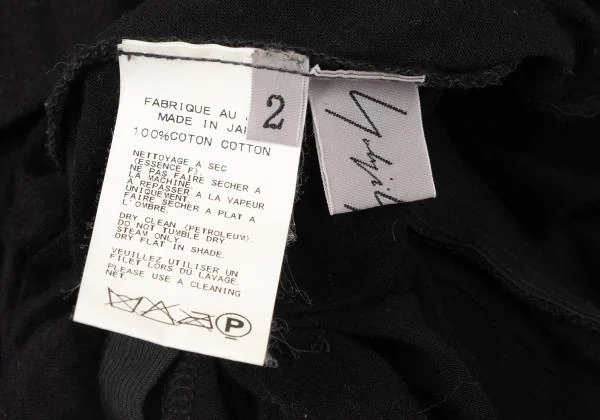 FABRIQUE AU
MADE IN JAP
100%COTON COTTON
2
NETTOYAGE A SEC
(ESSENCE F).
NE PAS FAIRE SECHER A
LA MACHINE.
A REPASSER A LA VAPEUR
UNIQUEMENT.
FAIRE SECHER A PLAT A
L'OMBRE.
DRY CLEAN (PETROLEUM).
DO NOT TUMBLE DRY.
STEAM ONLY.
DRY FLAT IN SHADE.
VEUILLEZ UTILISER UN
FILET LORS DU LAVAGE.
PLEASE USE A CLEANING
NET.
P